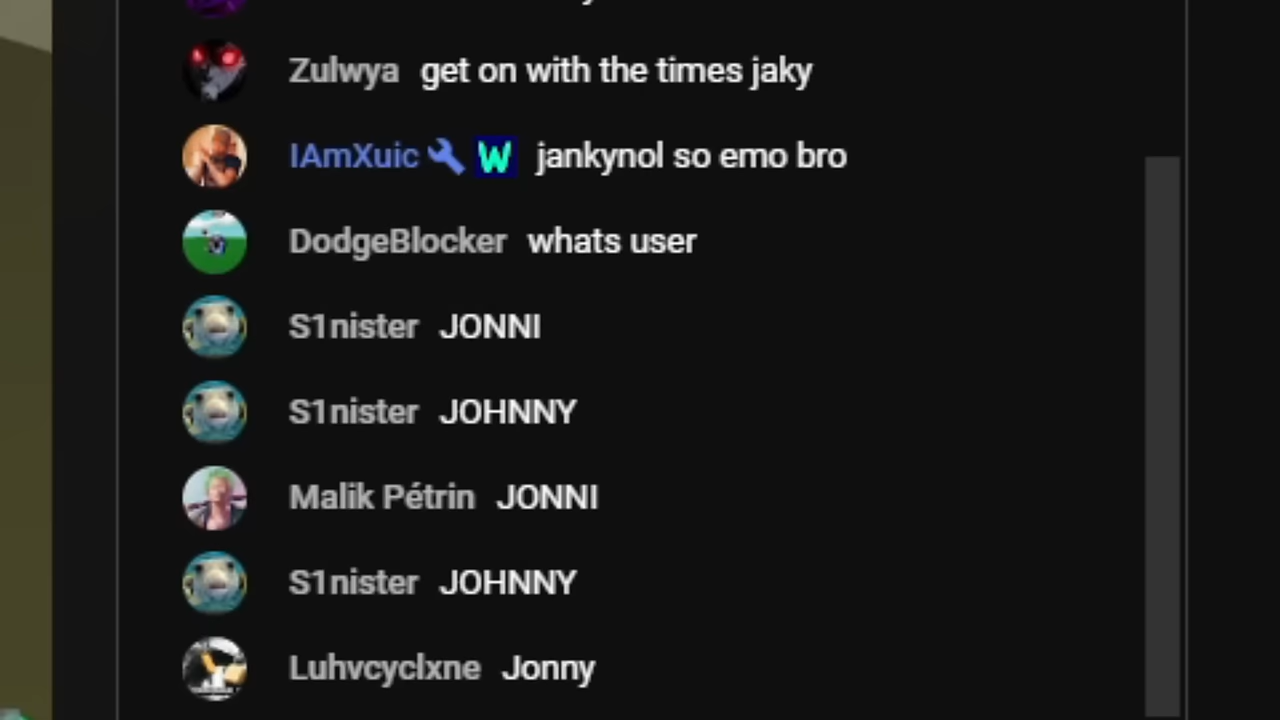 Zulwya get on with the times jaky
IAmXuic W jankynol so emo bro
DodgeBlocker whats user
S1nister JONNI
S1nister JOHNNY
Malik Pétrin JONNI
S1nister JOHNNY
Luhvcyclxne Jonny